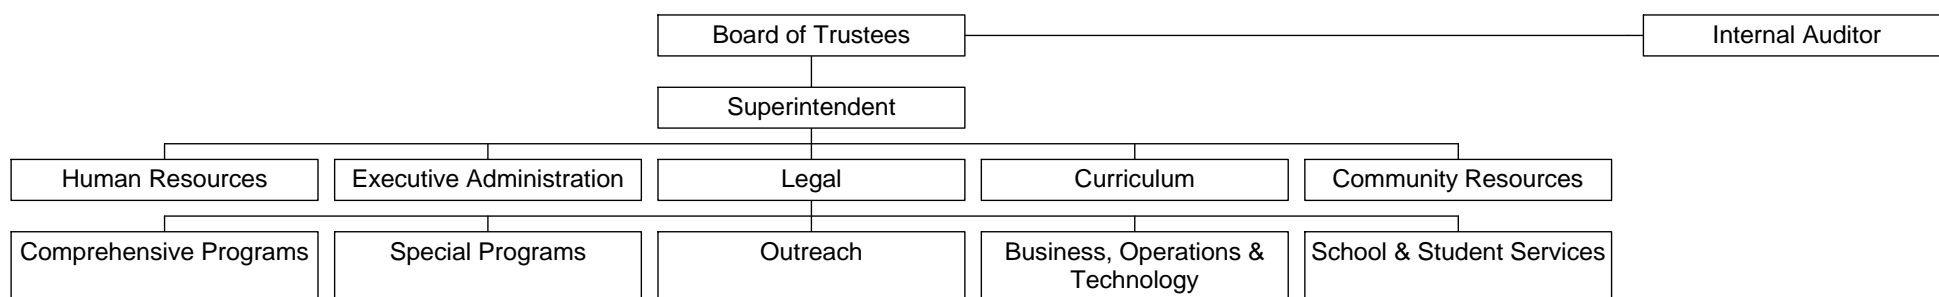 Board of Trustees
Internal Auditor
Superintendent
Human Resources
Executive Administration
Legal
Curriculum
Community Resources
Comprehensive Programs
Special Programs
Outreach
Business, Operations &
Technology
School & Student Services